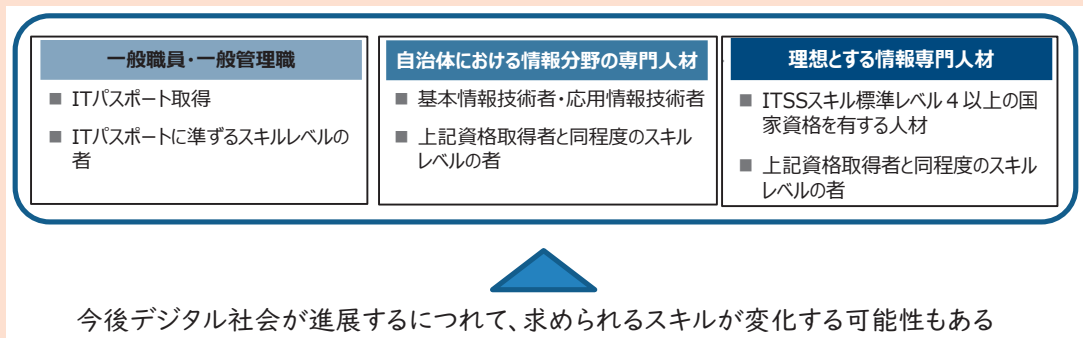 一般職員・一般管理職
■ ITパスポート取得
■ ITパスポートに準ずるスキルレベルの
者
自治体における情報分野の専門人材
■ 基本情報技術者・応用情報技術者
■ 上記資格取得者と同程度のスキル
レベルの者
理想とする情報専門人材
■ ITSSスキル標準レベル４以上の国
家資格を有する人材
■ 上記資格取得者と同程度のスキル
レベルの者
今後デジタル社会が進展するにつれて、求められるスキルが変化する可能性もある